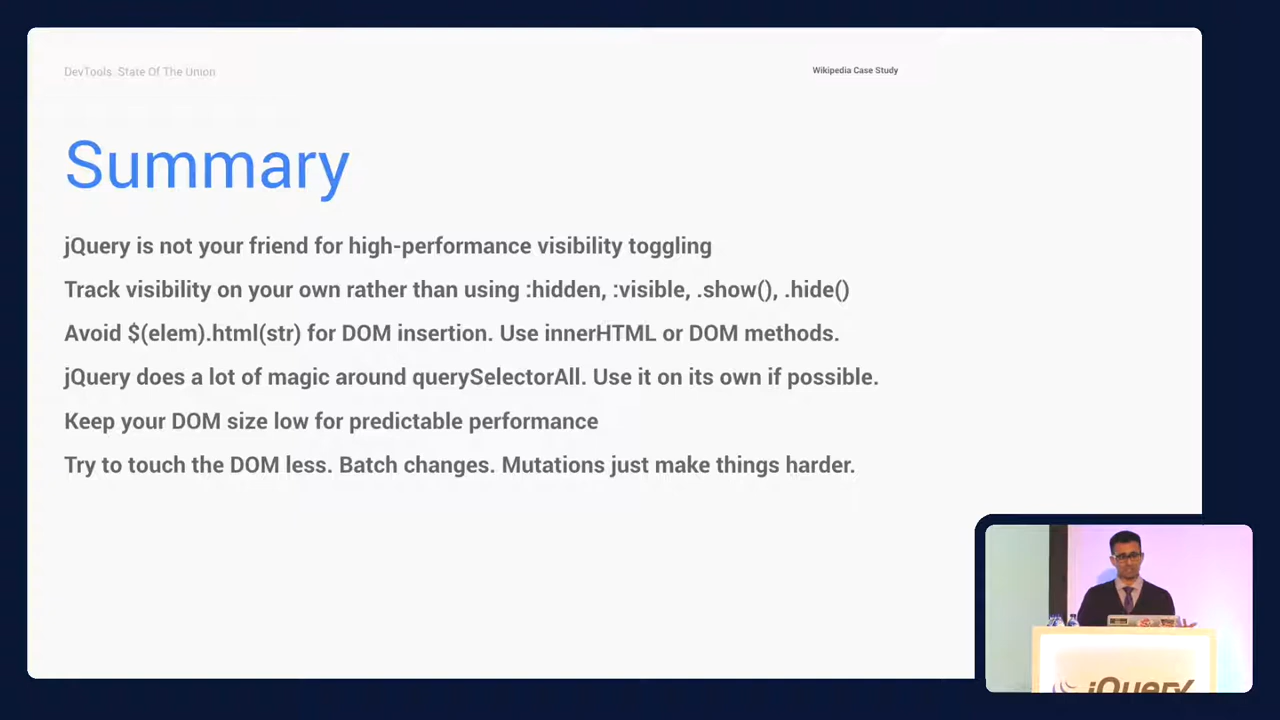 DevTools. State Of The Union
Wikipedia Case Study
Summary
jQuery is not your friend for high-performance visibility toggling
Track visibility on your own rather than using :hidden, :visible, .show(), .hide()
Avoid $(elem).html(str) for DOM insertion. Use innerHTML or DOM methods.
jQuery does a lot of magic around querySelectorAll. Use it on its own if possible.
Keep your DOM size low for predictable performance
Try to touch the DOM less. Batch changes. Mutations just make things harder.
jQuery